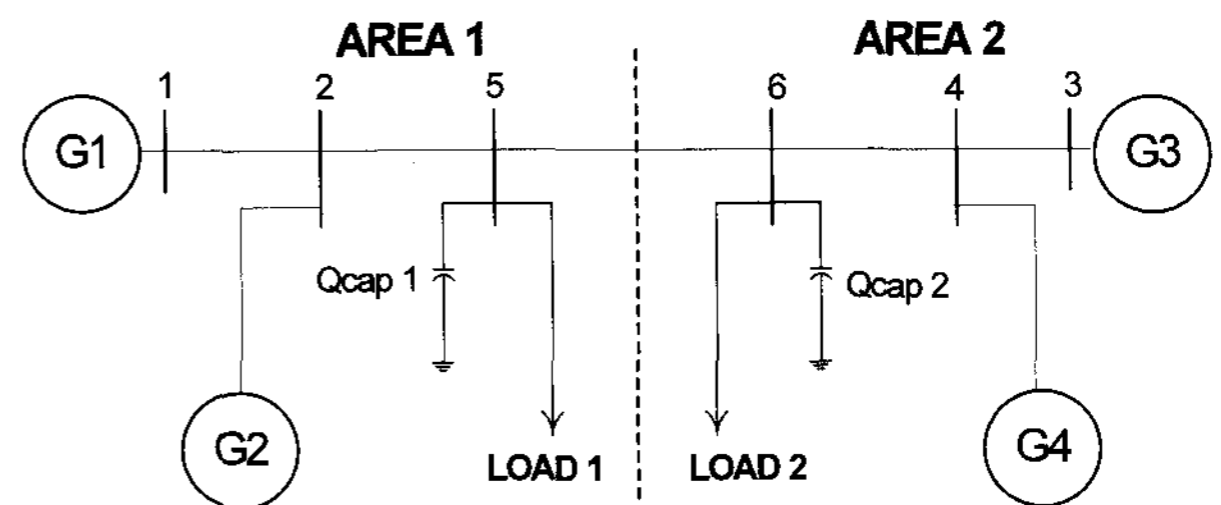 AREA 1
AREA 2
1
2
5
6
4
3
G1
G3
Qcap 1
Qcap 2
G2
G4
LOAD 1
LOAD 2